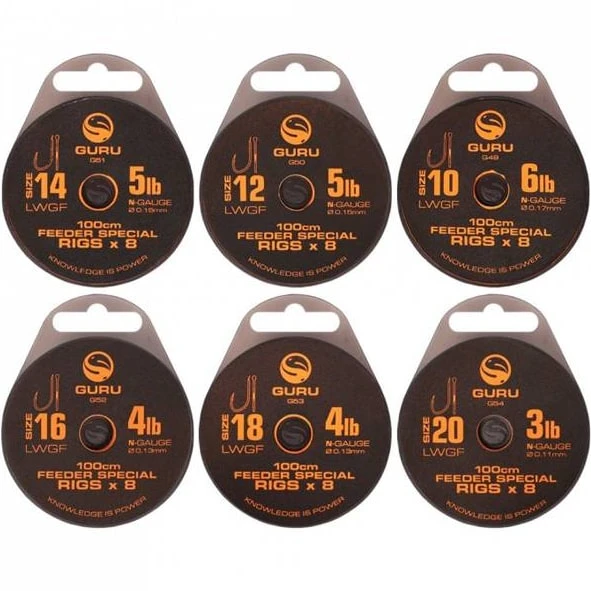 GURU
G51
SIZE 14 5lb
LWGF N-GAUGE
Ø 0.15mm
100cm
FEEDER SPECIAL
RIGS x 8
KNOWLEDGE IS POWER
GURU
G50
SIZE 12 5lb
LWGF N-GAUGE
Ø 0.15mm
100cm
FEEDER SPECIAL
RIGS x 8
KNOWLEDGE IS POWER
GURU
G49
SIZE 10 6lb
LWGF N-GAUGE
Ø 0.17mm
100cm
FEEDER SPECIAL
RIGS x 8
KNOWLEDGE IS POWER
GURU
G52
SIZE 16 4lb
LWGF N-GAUGE
Ø 0.13mm
100cm
FEEDER SPECIAL
RIGS x 8
KNOWLEDGE IS POWER
GURU
G53
SIZE 18 4lb
LWGF N-GAUGE
Ø 0.13mm
100cm
FEEDER SPECIAL
RIGS x 8
KNOWLEDGE IS POWER
GURU
G54
SIZE 20 3lb
LWGF N-GAUGE
Ø 0.11mm
100cm
FEEDER SPECIAL
RIGS x 8
KNOWLEDGE IS POWER